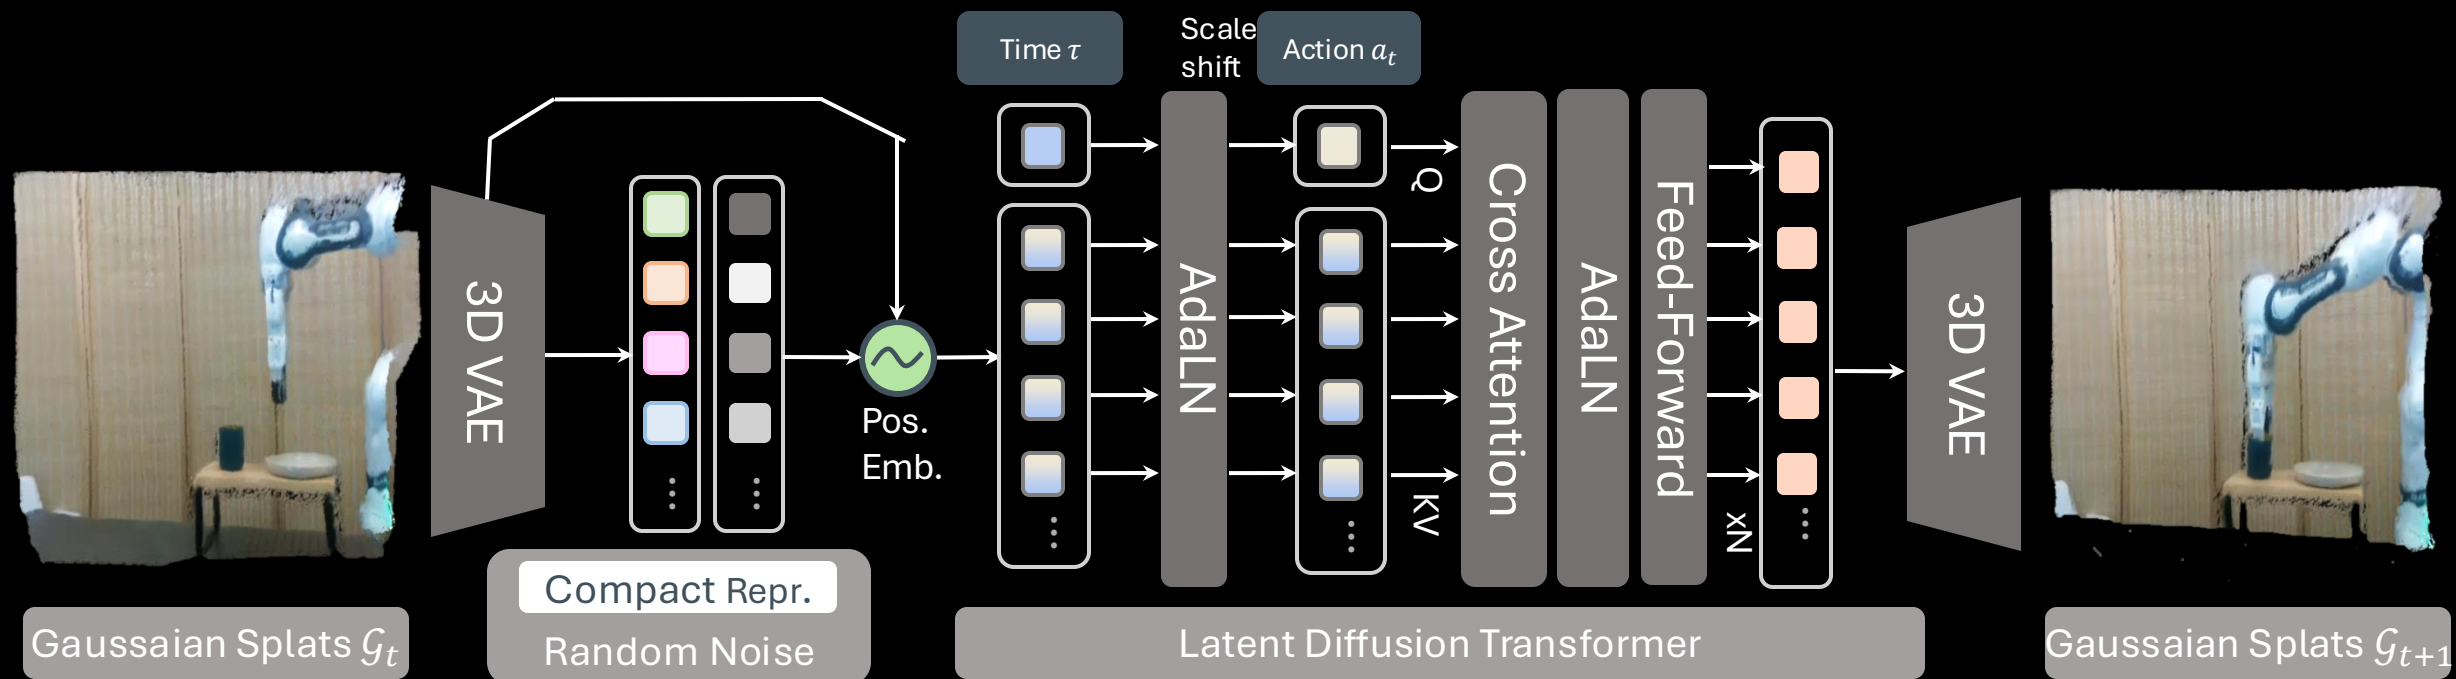 Time τ
Scale
shift
Action a_t
3D VAE
Pos.
Emb.
AdaLN
Q
KV
Cross Attention
AdaLN
Feed-Forward
xN
3D VAE
Gaussaian Splats 𝒢_t
Compact Repr.
Random Noise
Latent Diffusion Transformer
Gaussaian Splats 𝒢_{t+1}